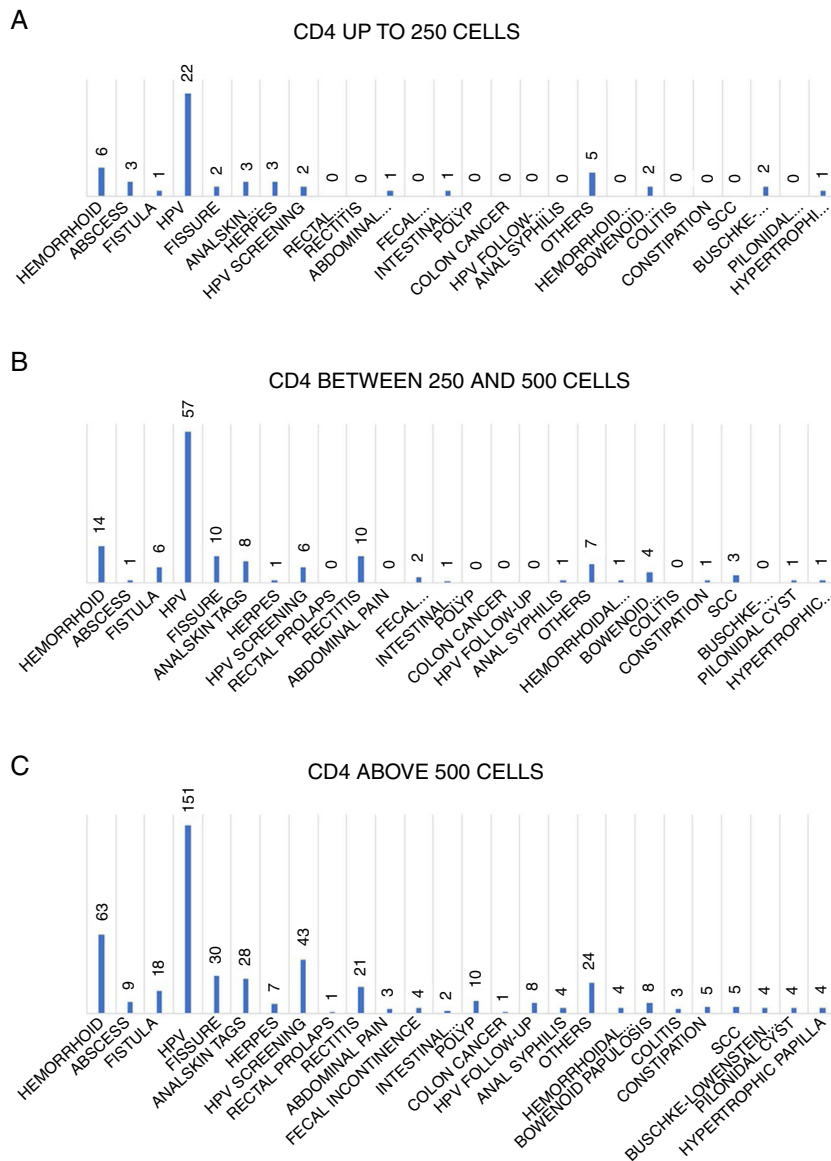 A
CD4 UP TO 250 CELLS
6
3
1
22
2
3
3
2
0
0
1
0
1
0
0
0
0
5
0
2
0
0
0
2
0
1
HEMORRHOID
ABSCESS
FISTULA
HPV
FISSURE
ANALSKIN...
HERPES
HPV SCREENING
RECTAL...
RECTITIS
ABDOMINAL...
FECAL...
INTESTINAL...
POLYP
COLON CANCER
HPV FOLLOW-...
ANAL SYPHILIS
OTHERS
HEMORRHOID...
BOWENOID...
COLITIS
CONSTIPATION
SCC
BUSCHKE-...
PILONIDAL...
HYPERTROPHI...
B
CD4 BETWEEN 250 AND 500 CELLS
14
1
6
57
10
8
1
6
0
10
0
2
1
0
0
0
1
7
1
4
0
1
3
0
1
1
HEMORRHOID
ABSCESS
FISTULA
HPV
FISSURE
ANALSKIN TAGS
HERPES
HPV SCREENING
RECTAL PROLAPS
RECTITIS
ABDOMINAL PAIN
FECAL...
INTESTINAL...
POLYP
COLON CANCER
HPV FOLLOW-UP
ANAL SYPHILIS
OTHERS
HEMORRHOIDAL...
BOWENOID...
COLITIS
CONSTIPATION
SCC
BUSCHKE-...
PILONIDAL CYST
HYPERTROPHIC...
C
CD4 ABOVE 500 CELLS
63
9
18
151
30
28
7
43
1
21
3
4
2
10
1
8
4
24
4
8
3
5
5
4
4
4
HEMORRHOID
ABSCESS
FISTULA
HPV
FISSURE
ANALSKIN TAGS
HERPES
HPV SCREENING
RECTAL PROLAPS
RECTITIS
ABDOMINAL PAIN
FECAL INCONTINENCE
INTESTINAL...
POLYP
COLON CANCER
HPV FOLLOW-UP
ANAL SYPHILIS
OTHERS
HEMORRHOIDAL...
BOWENOID PAPULOSIS
COLITIS
CONSTIPATION
SCC
BUSCHKE-LOWENSTEIN...
PILONIDAL CYST
HYPERTROPHIC PAPILLA